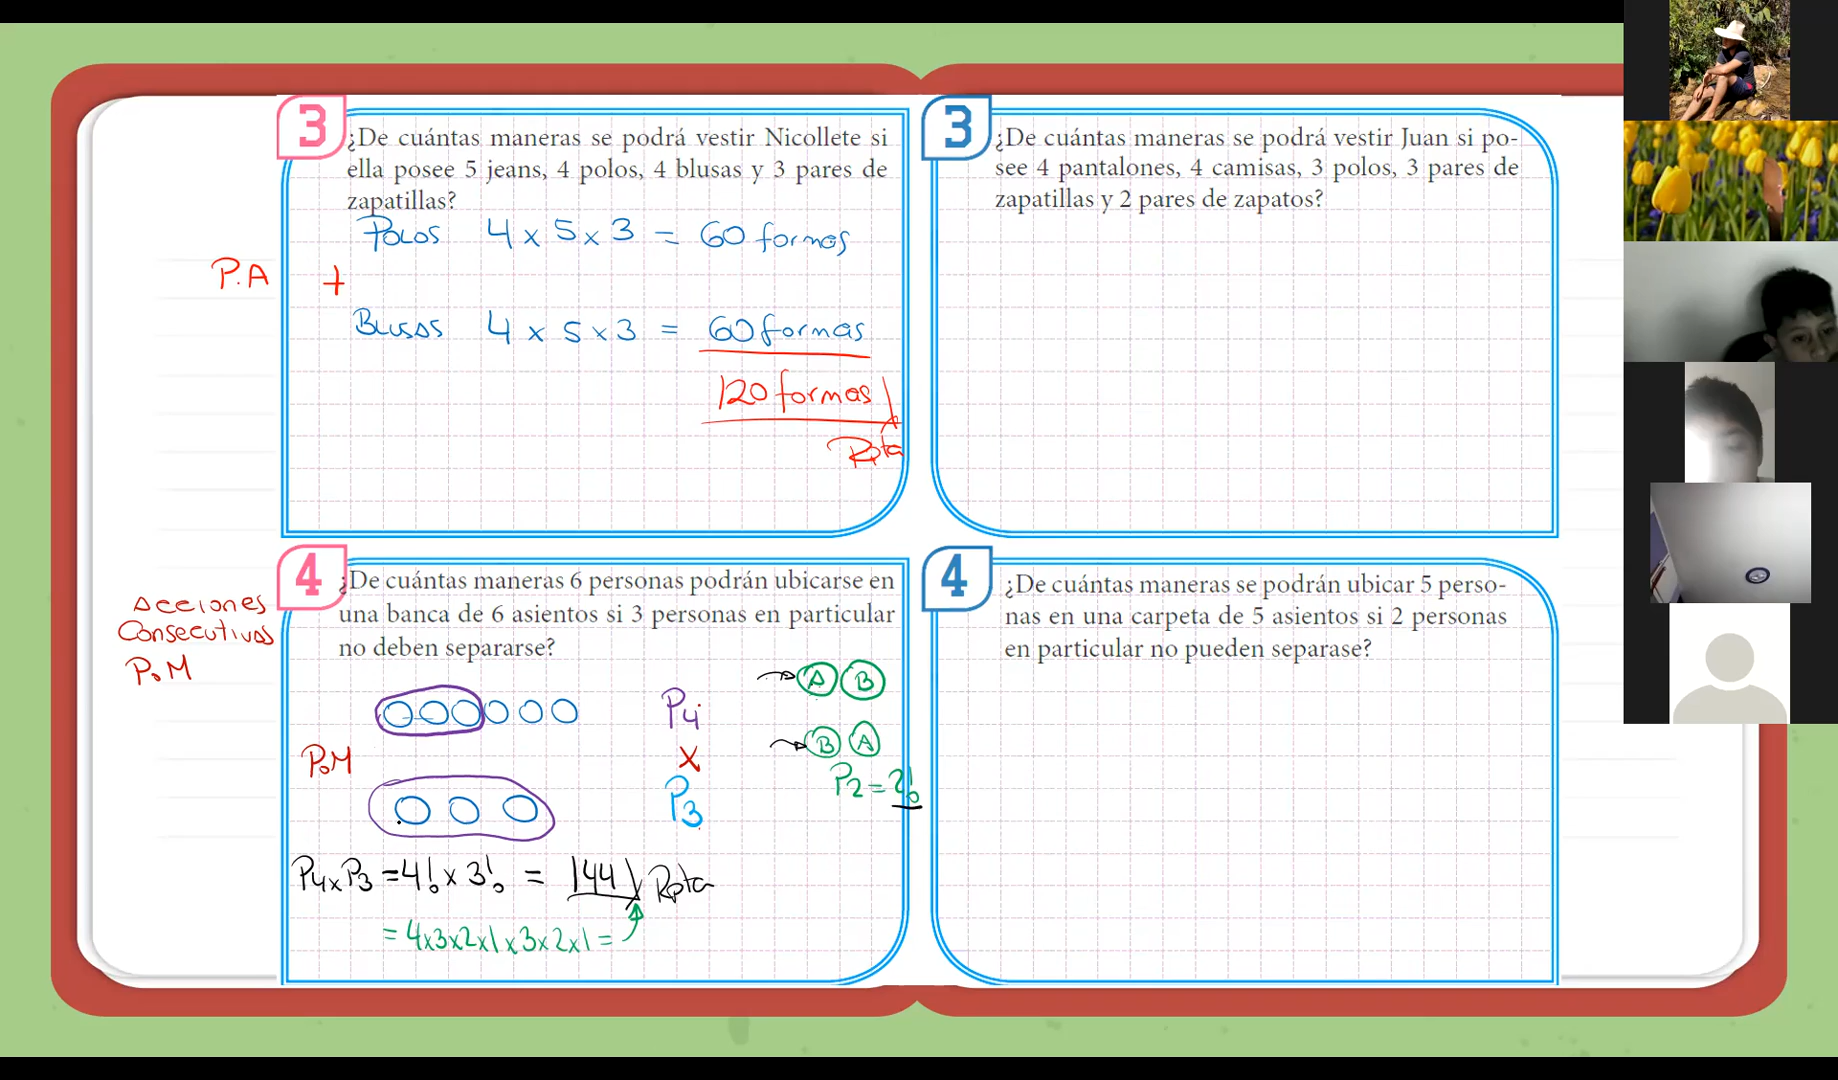 3
¿De cuántas maneras se podrá vestir Nicollete si
ella posee 5 jeans, 4 polos, 4 blusas y 3 pares de
zapatillas?
Polos 4 x 5 x 3 = 60 formas
P.A +
Blusas 4 x 5 x 3 = 60 formas
120 formas
Rpta
3
¿De cuántas maneras se podrá vestir Juan si po-
see 4 pantalones, 4 camisas, 3 polos, 3 pares de
zapatillas y 2 pares de zapatos?
4
¿De cuántas maneras 6 personas podrán ubicarse en
una banca de 6 asientos si 3 personas en particular
no deben separarse?
Acciones
Consecutivas
P.M
A B
P4
B A
P.M x
P2 = 2!
P3
P4 x P3 = 4! x 3! = 144 Rpta
= 4x3x2x1x3x2x1 =
4
¿De cuántas maneras se podrán ubicar 5 perso-
nas en una carpeta de 5 asientos si 2 personas
en particular no pueden separase?